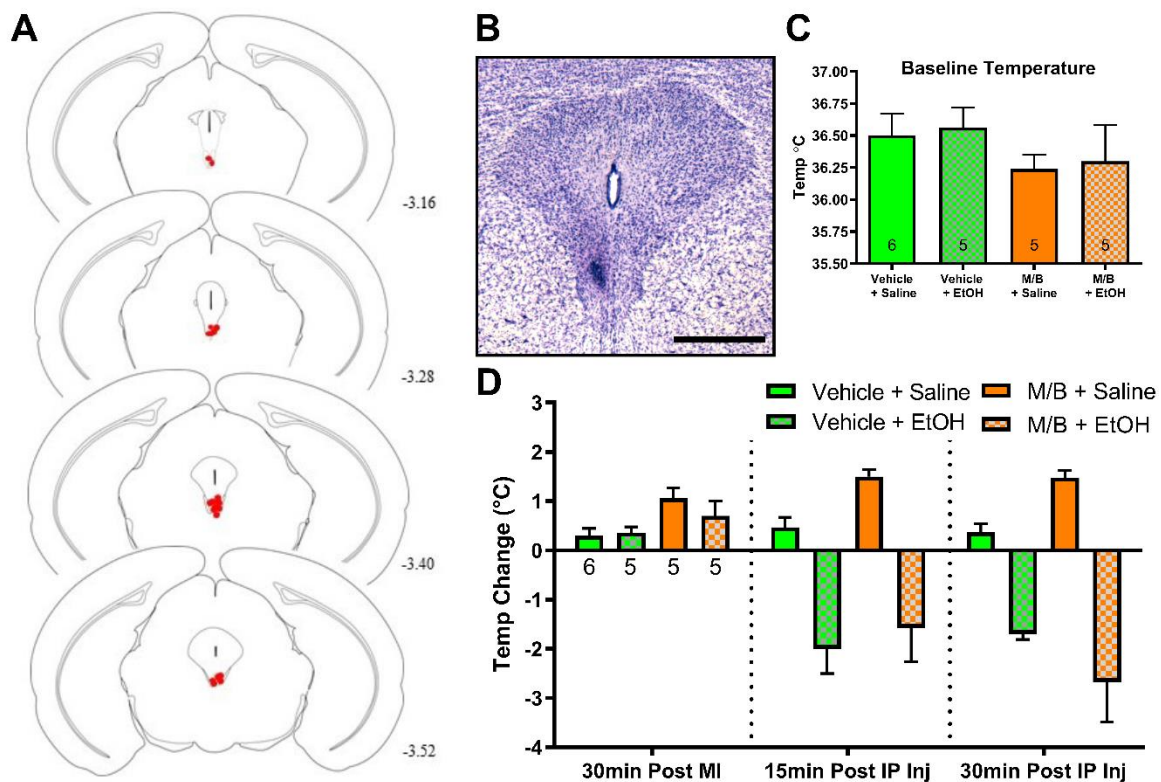 A
-3.16
-3.28
-3.40
-3.52
B
C
Baseline Temperature
Temp °C
37.00
36.75
36.50
36.25
36.00
35.75
35.50
6
5
5
5
Vehicle + Saline
Vehicle + EtOH
M/B + Saline
M/B + EtOH
D
Vehicle + Saline
Vehicle + EtOH
M/B + Saline
M/B + EtOH
Temp Change (°C)
3
2
1
0
-1
-2
-3
-4
6
5
5
5
30min Post MI
15min Post IP Inj
30min Post IP Inj